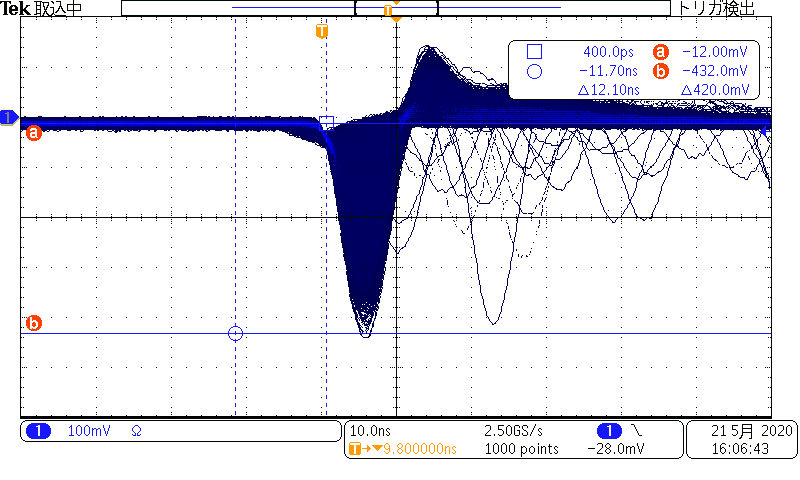 Tek 取込中 トリガ検出
T
T
400.0ps a -12.00mV
-11.70ns b -432.0mV
Δ12.10ns Δ420.0mV
1
a
b
1 100mV Ω 10.0ns 2.50GS/s 1 21 5月 2020
T→▼9.800000ns 1000 points -28.0mV 16:06:43